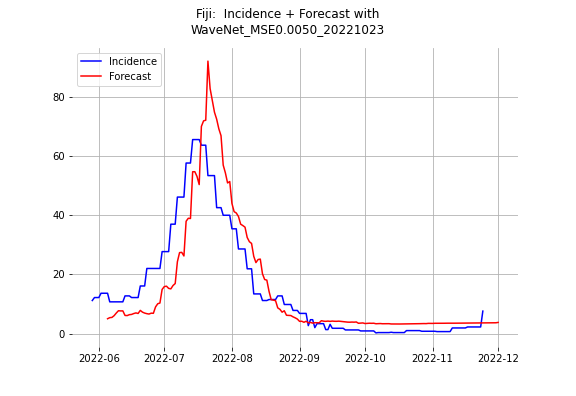 Fiji:  Incidence + Forecast with
WaveNet_MSE0.0050_20221023
Incidence
Forecast
80
60
40
20
0
2022-06 2022-07 2022-08 2022-09 2022-10 2022-11 2022-12